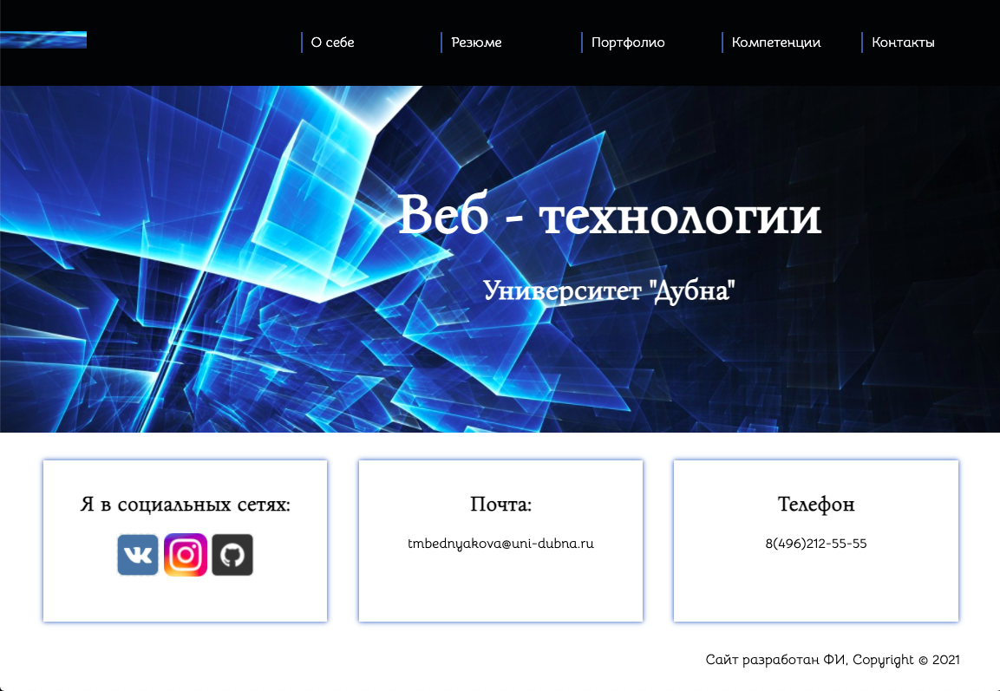 О себе
Резюме
Портфолио
Компетенции
Контакты
Веб - технологии
Университет "Дубна"
Я в социальных сетях:
Почта:
tmbednyakova@uni-dubna.ru
Телефон
8(496)212-55-55
Сайт разработан ФИ, Copyright © 2021